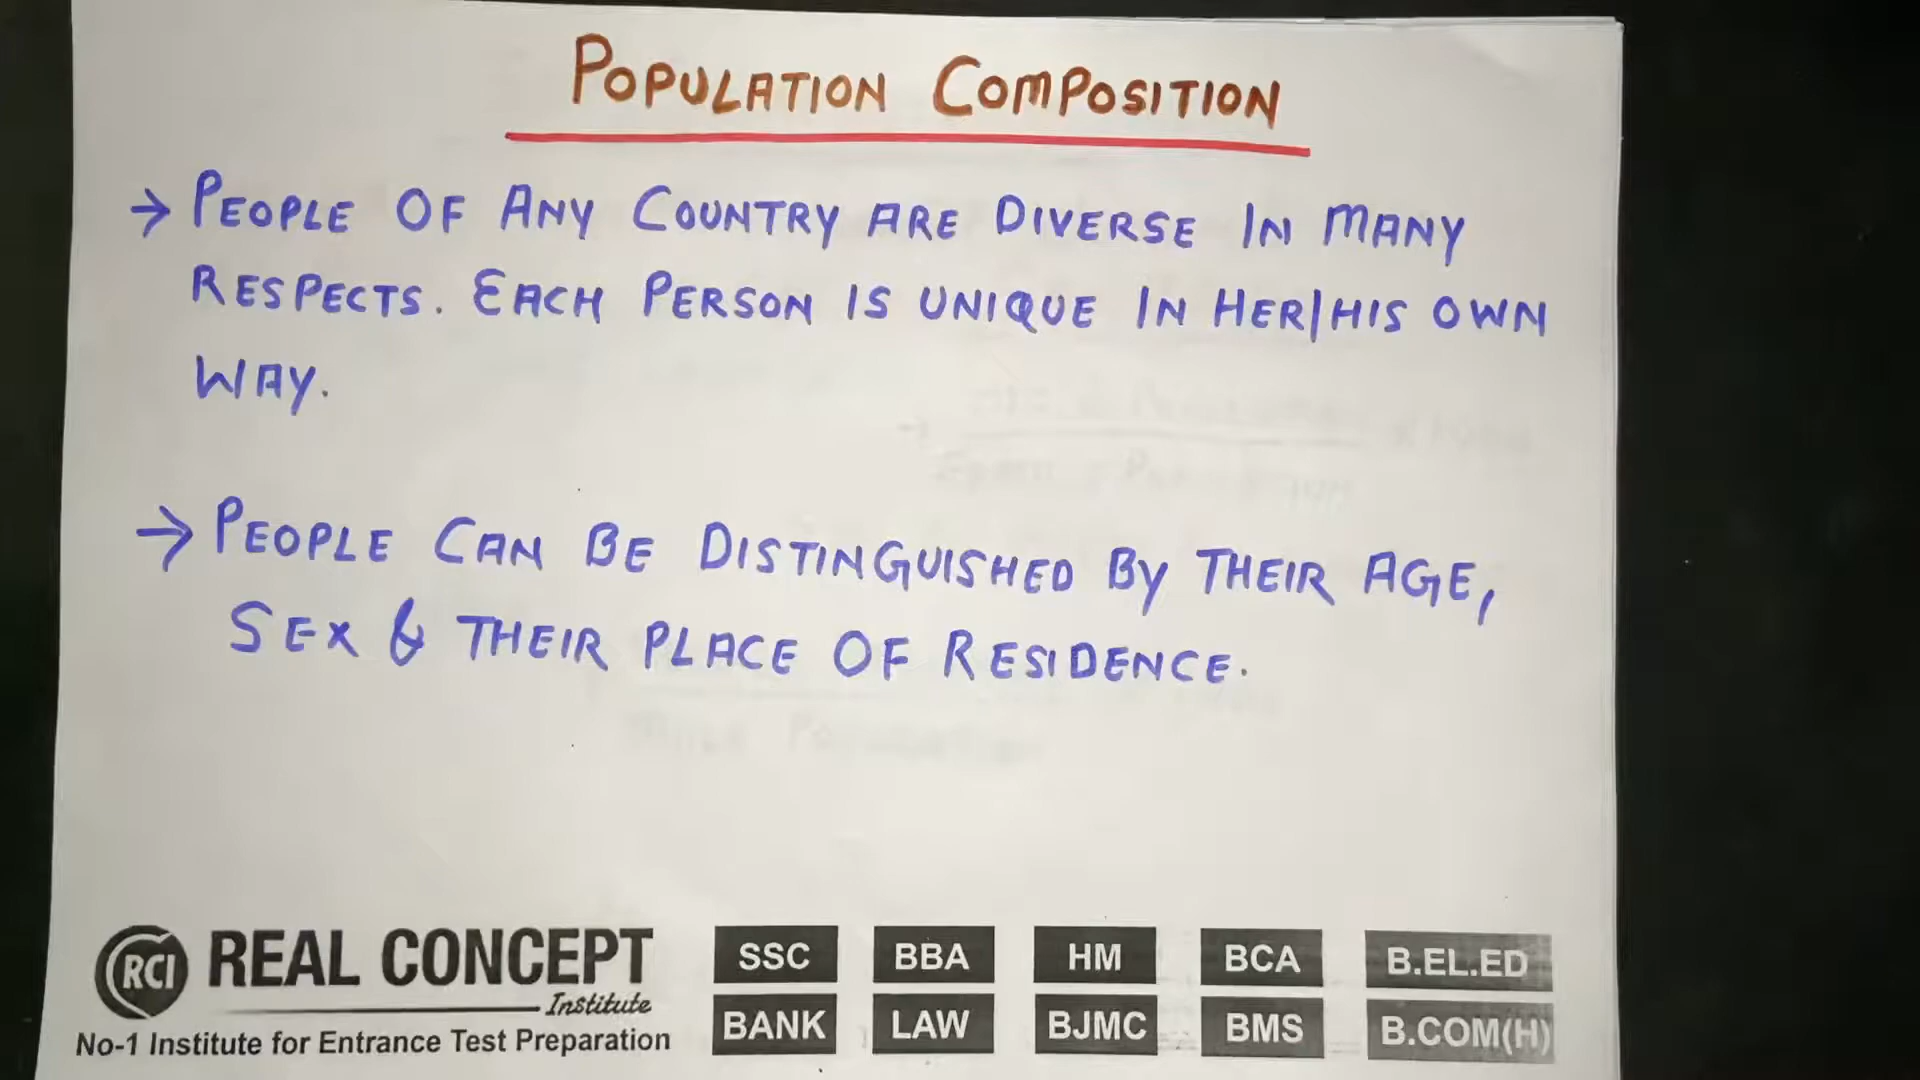 POPULATION COMPOSITION
→ PEOPLE OF ANY COUNTRY ARE DIVERSE IN MANY
RESPECTS. EACH PERSON IS UNIQUE IN HER/HIS OWN
WAY.
→ PEOPLE CAN BE DISTINGUISHED BY THEIR AGE,
SEX & THEIR PLACE OF RESIDENCE.
RCI REAL CONCEPT
Institute
No-1 Institute for Entrance Test Preparation
SSC BBA HM BCA B.EL.ED
BANK LAW BJMC BMS B.COM(H)